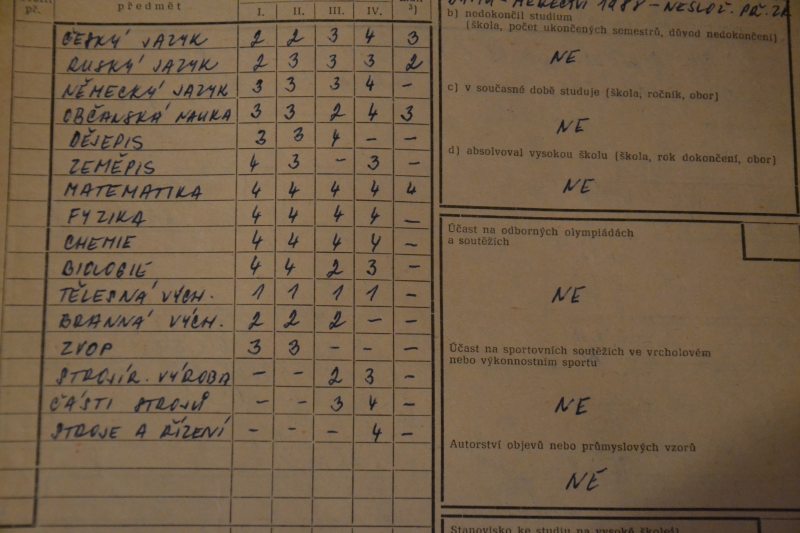 př.
předmět
I. II. III. IV. 3)
ČESKÝ JAZYK 2 2 3 4 3
RUSKÝ JAZYK 2 3 3 3 2
NĚMECKÝ JAZYK 3 3 3 4 -
OBČANSKÁ NAUKA 3 3 2 4 3
DĚJEPIS 3 3 4 - -
ZEMĚPIS 4 3 - 3 -
MATEMATIKA 4 4 4 4 4
FYZIKA 4 4 4 4 -
CHEMIE 4 4 4 4 -
BIOLOGIE 4 4 2 3 -
TĚLESNÁ VÝCH. 1 1 1 1 -
BRANNÁ VÝCH. 2 2 2 - -
ZVOP 3 3 - - -
STROJÍR. VÝROBA - - 2 3 -
ČÁSTI STROJŮ - - 3 4 -
STROJE A ŘÍZENÍ - - - 4 -
HERECTVÍ 1988 - NESLOŽ. PŘ. ZK
b) nedokončil studium
(škola, počet ukončených semestrů, důvod nedokončení)
NE
c) v současné době studuje (škola, ročník, obor)
NE
d) absolvoval vysokou školu (škola, rok dokončení, obor)
NE
Účast na odborných olympiádách
a soutěžích
NE
Účast na sportovních soutěžích ve vrcholovém
nebo výkonnostním sportu
NE
Autorství objevů nebo průmyslových vzorů
NE
Stanovisko ke studiu na vysoké škole